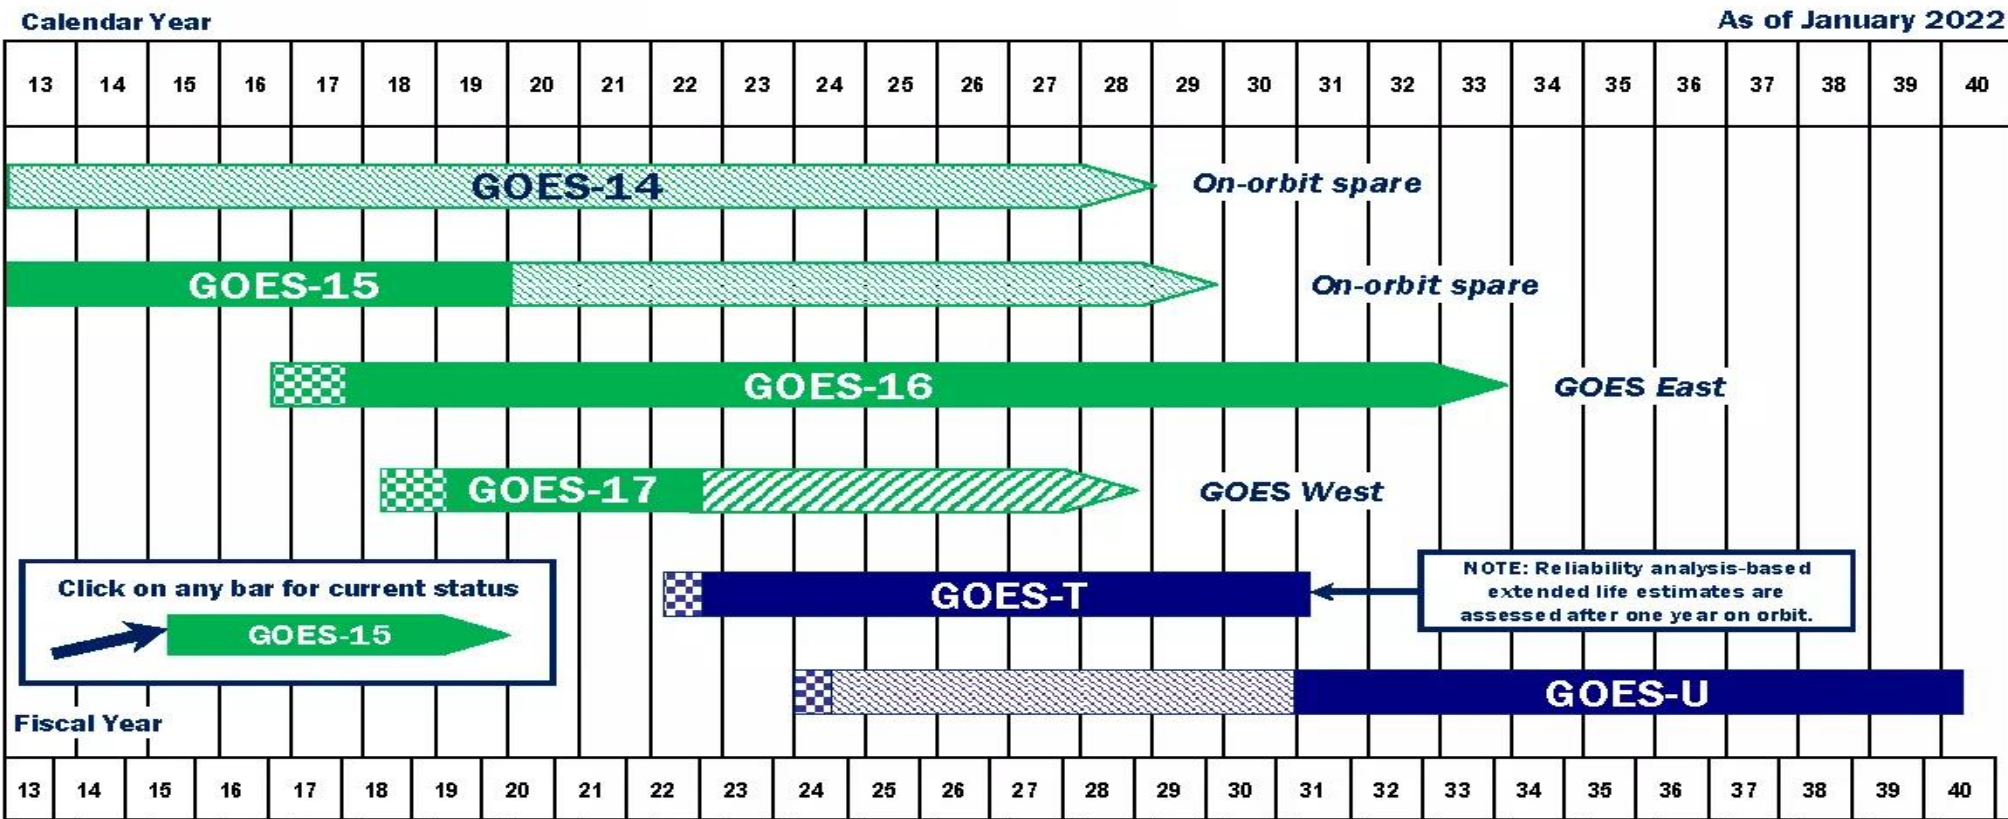 Calendar Year
As of January 2022
13 14 15 16 17 18 19 20 21 22 23 24 25 26 27 28 29 30 31 32 33 34 35 36 37 38 39 40
GOES-14
On-orbit spare
GOES-15
On-orbit spare
GOES-16
GOES East
GOES-17
GOES West
Click on any bar for current status
GOES-15
GOES-T
NOTE: Reliability analysis-based
extended life estimates are
assessed after one year on orbit.
GOES-U
Fiscal Year
13 14 15 16 17 18 19 20 21 22 23 24 25 26 27 28 29 30 31 32 33 34 35 36 37 38 39 40